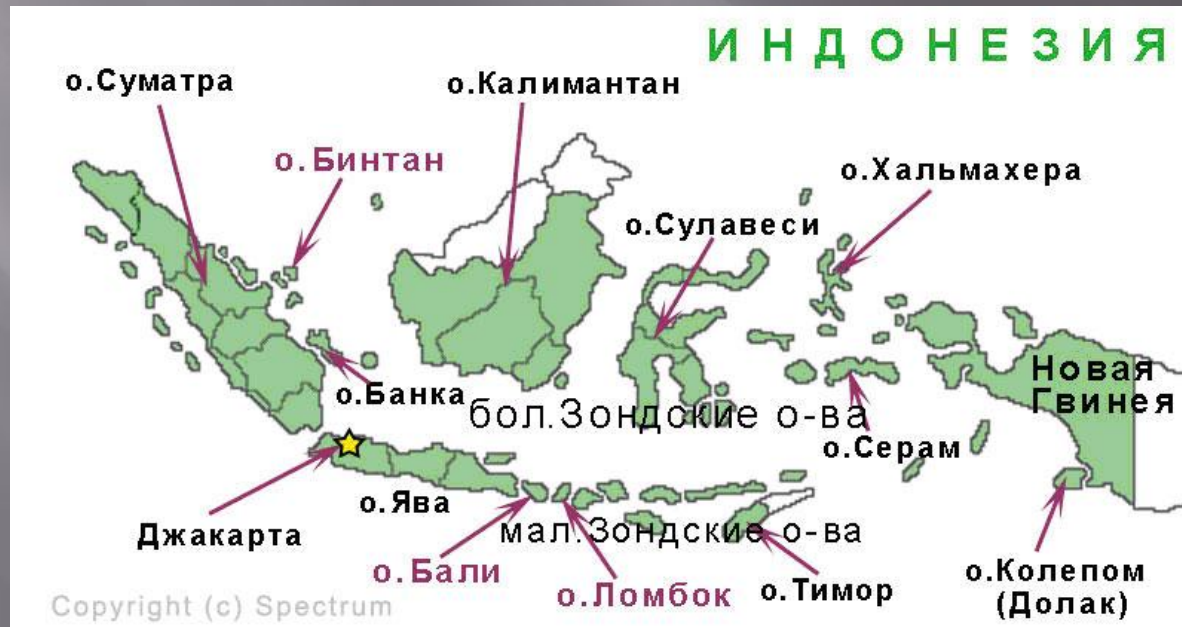 ИНДОНЕЗИЯ
о.Суматра
о.Калимантан
о.Бинтан
о.Хальмахера
о.Сулавеси
Новая
Гвинея
о.Банка
бол.Зондские о-ва
о.Серам
о.Ява
Джакарта
мал.Зондские о-ва
о.Бали
о.Ломбок
о.Тимор
о.Колепом
(Долак)
Copyright (c) Spectrum